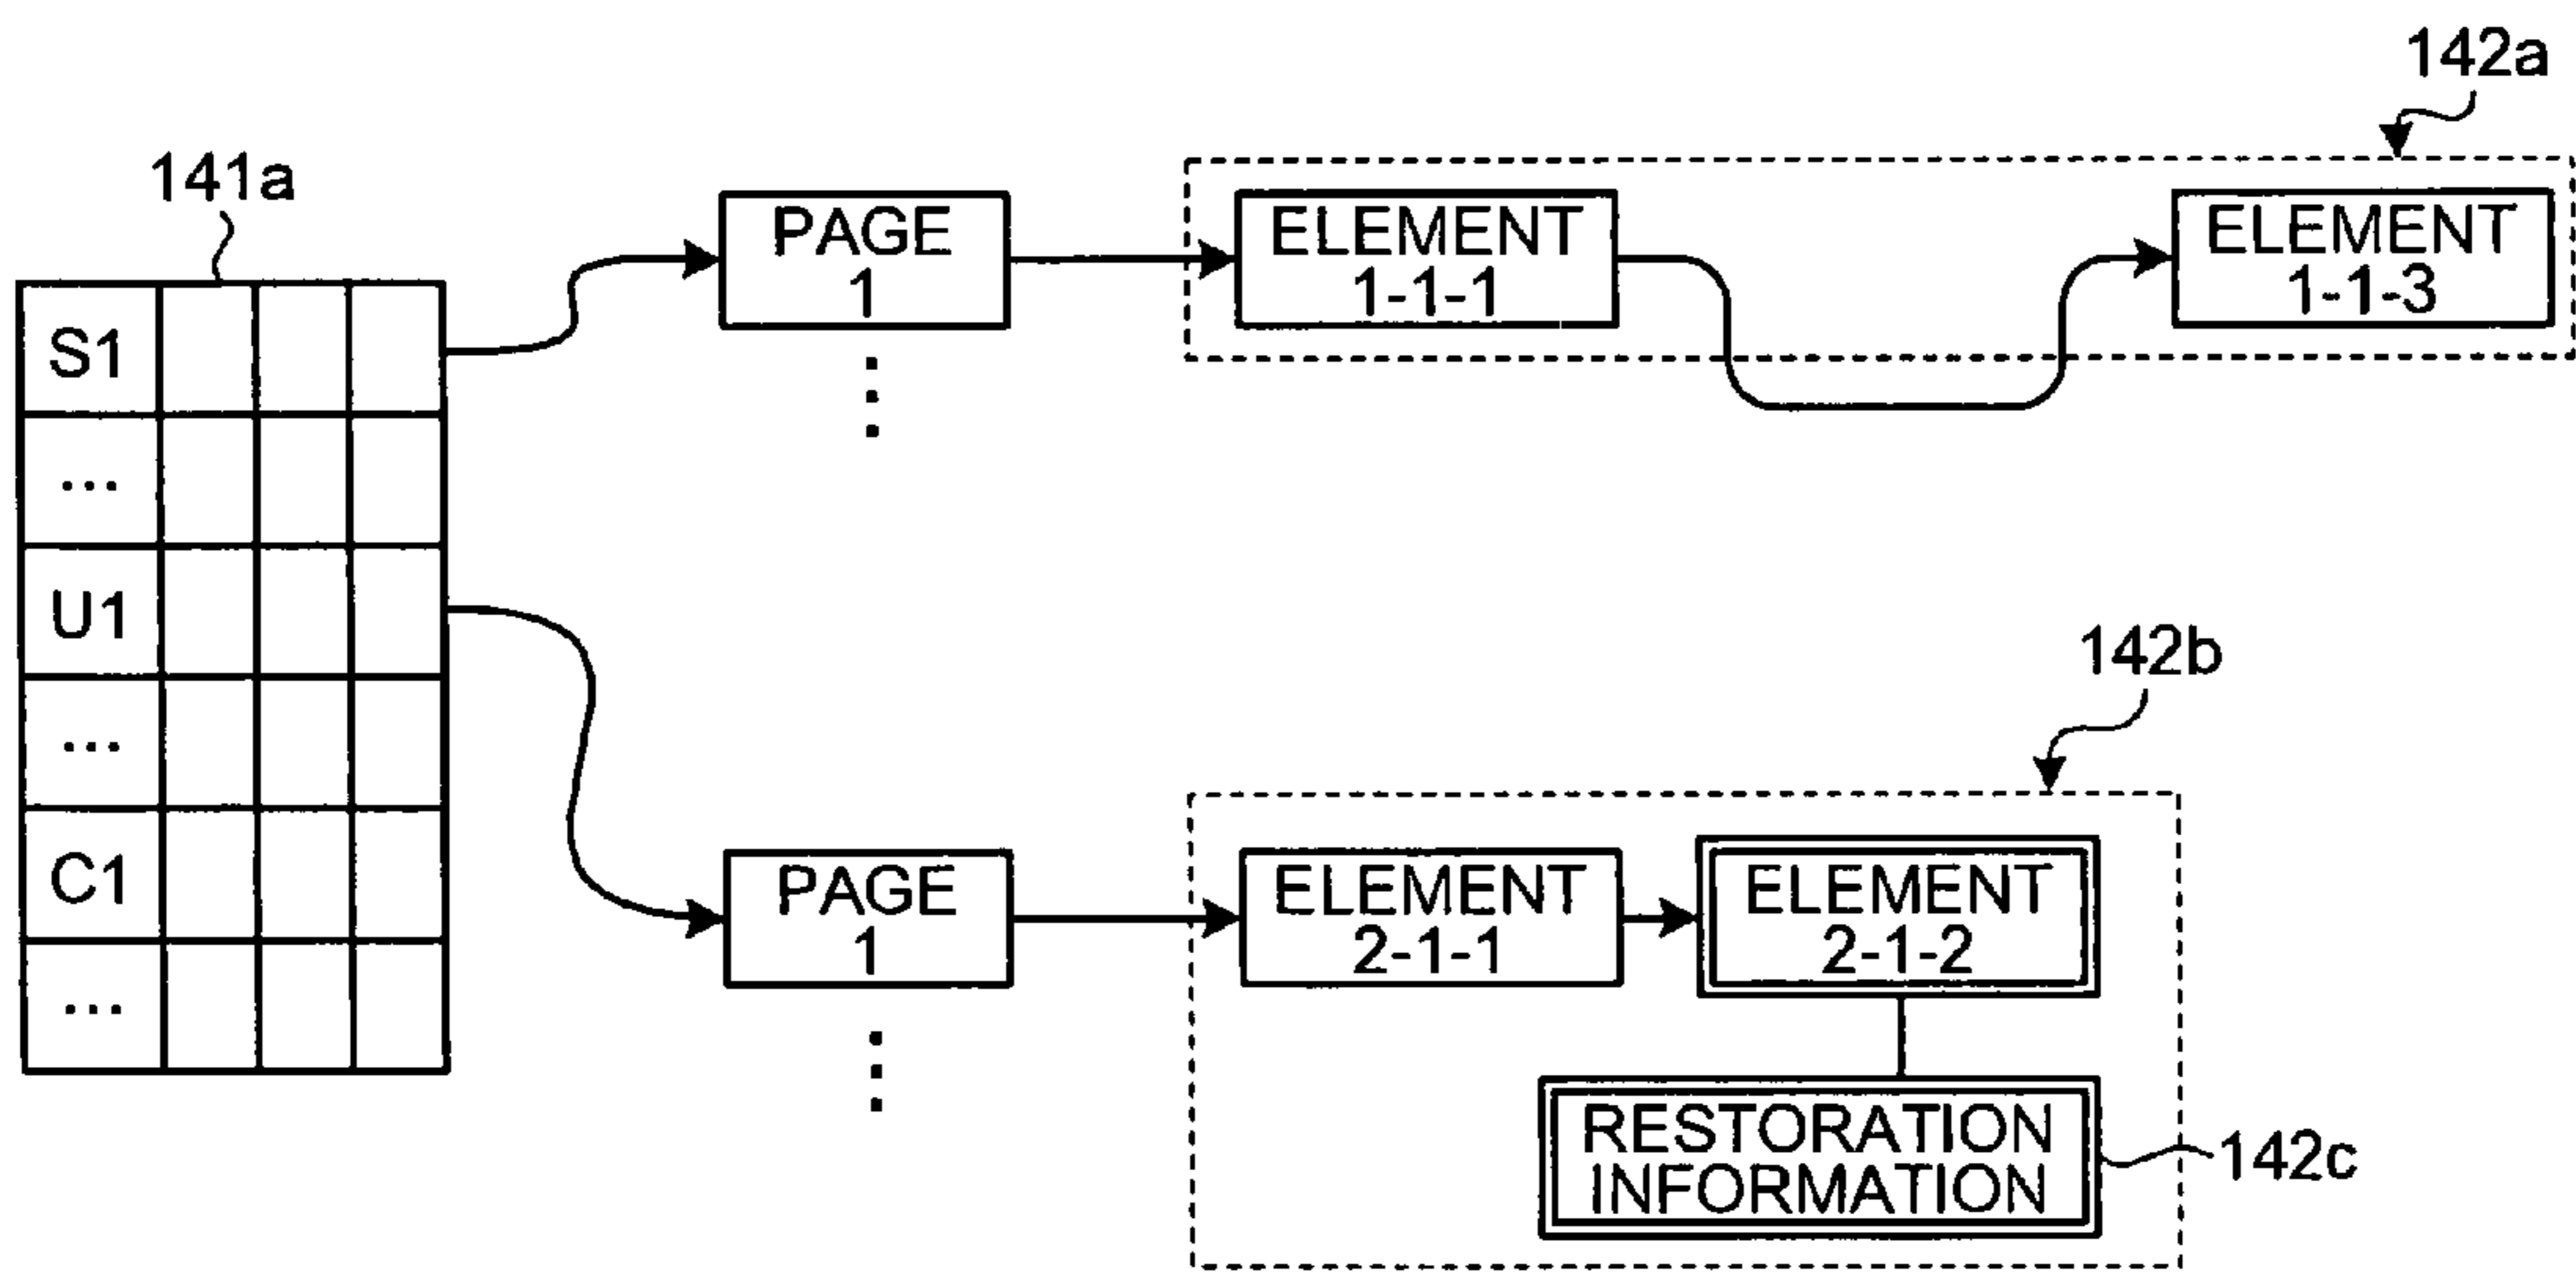 142a
141a
PAGE
1
ELEMENT
1-1-1
ELEMENT
1-1-3
S1
...
U1
...
C1
...
142b
PAGE
1
ELEMENT
2-1-1
ELEMENT
2-1-2
RESTORATION
INFORMATION
142c